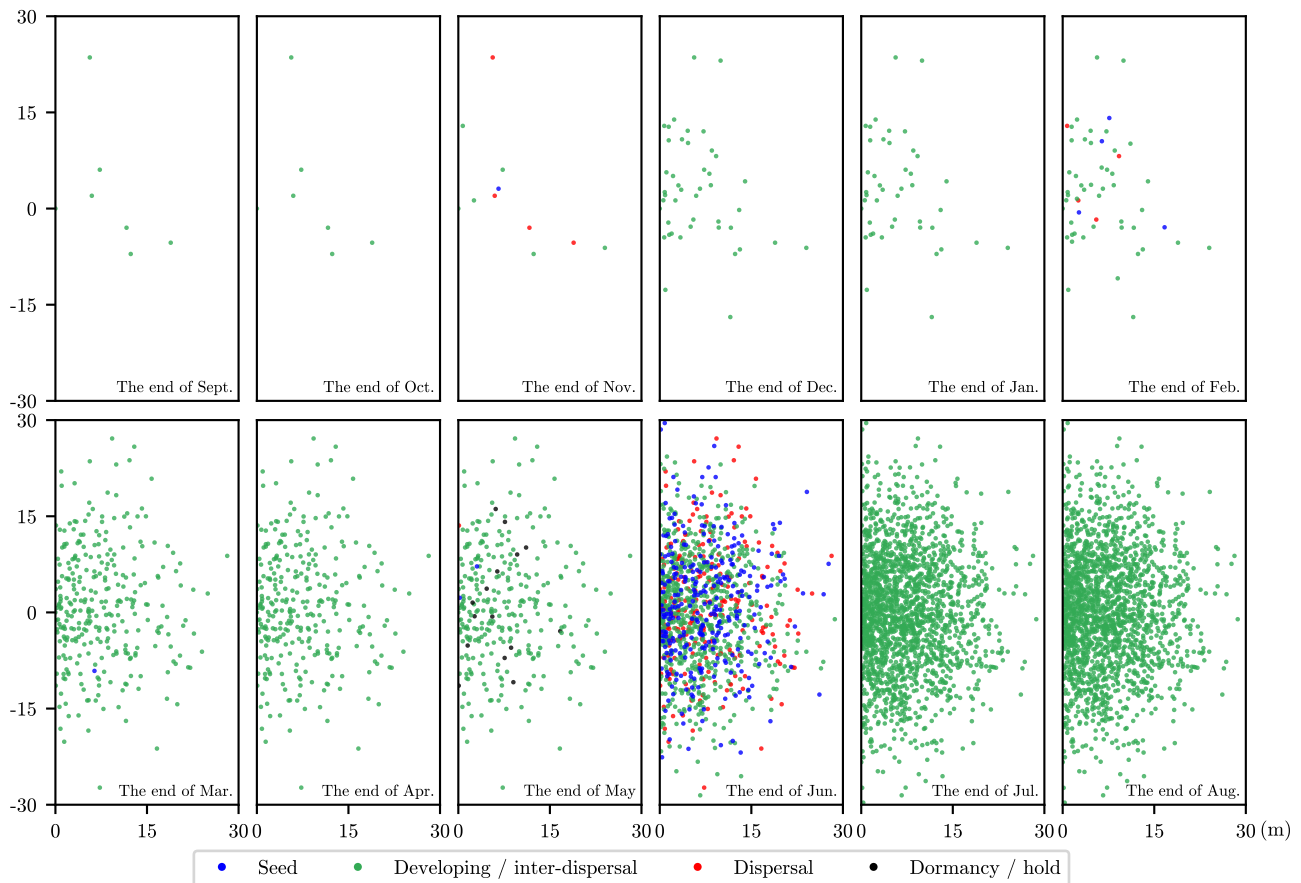 30
15
0
-15
-30
The end of Sept.
The end of Oct.
The end of Nov.
The end of Dec.
The end of Jan.
The end of Feb.
30
15
0
-15
-30
The end of Mar.
The end of Apr.
The end of May
The end of Jun.
The end of Jul.
The end of Aug.
0 15 30 0 15 30 0 15 30 0 15 30 0 15 30 0 15 30 (m)
Seed Developing / inter-dispersal Dispersal Dormancy / hold